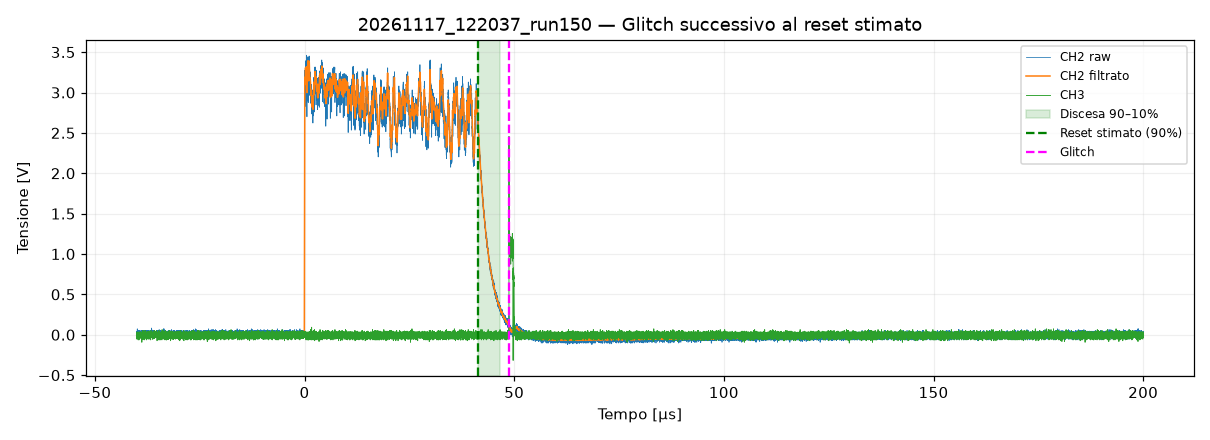 20261117_122037_run150 — Glitch successivo al reset stimato
Tensione [V]
3.5
3.0
2.5
2.0
1.5
1.0
0.5
0.0
−0.5
CH2 raw
CH2 filtrato
CH3
Discesa 90–10%
Reset stimato (90%)
Glitch
−50
0
50
100
150
200
Tempo [µs]